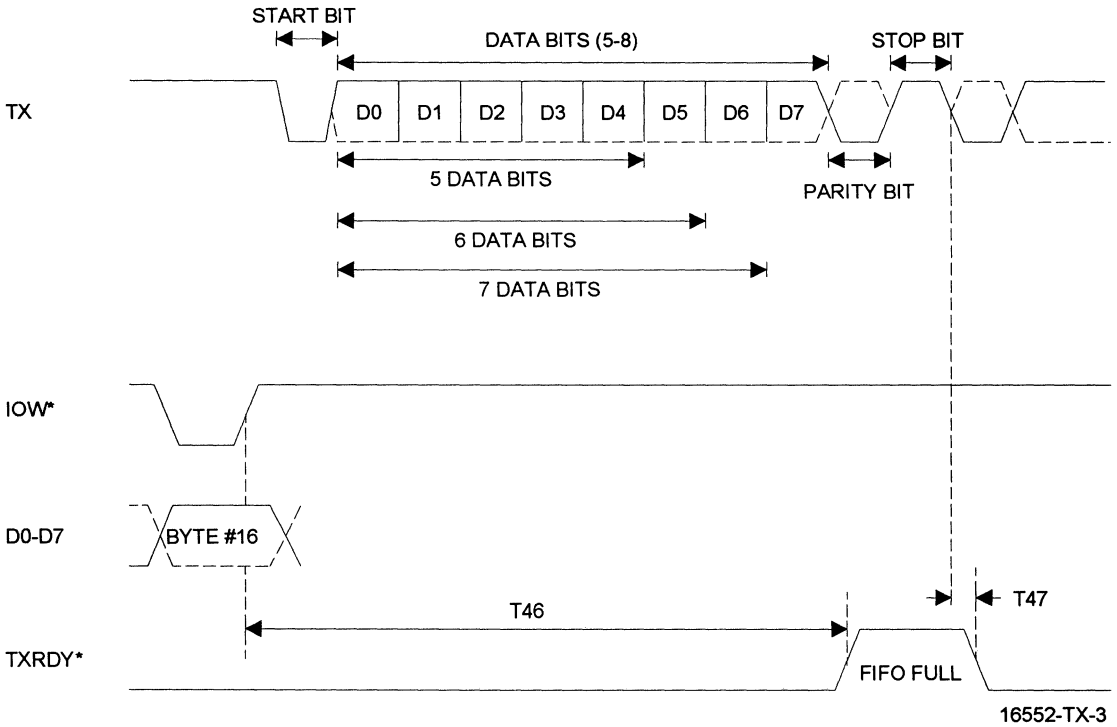 START BIT
DATA BITS (5-8)
STOP BIT
TX
D0 D1 D2 D3 D4 D5 D6 D7
5 DATA BITS
PARITY BIT
6 DATA BITS
7 DATA BITS
IOW*
D0-D7
BYTE #16
T46
T47
TXRDY*
FIFO FULL
16552-TX-3